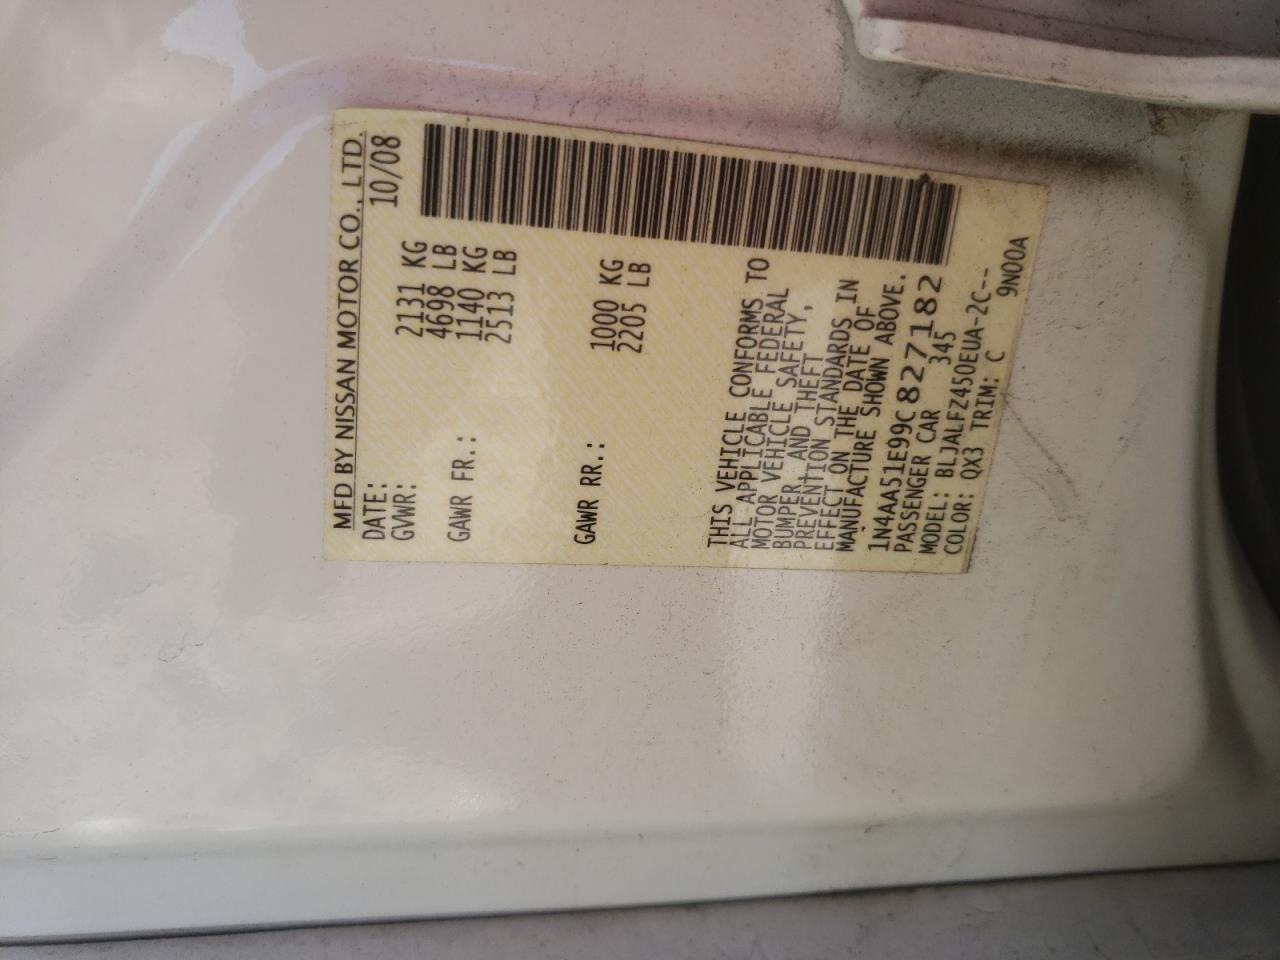 MFD BY NISSAN MOTOR CO., LTD.
DATE: 10/08
GVWR: 2131 KG
4698 LB
GAWR FR.: 1140 KG
2513 LB
GAWR RR.: 1000 KG
2205 LB
THIS VEHICLE CONFORMS TO
ALL APPLICABLE FEDERAL
MOTOR VEHICLE SAFETY,
BUMPER, AND THEFT
PREVENTION STANDARDS IN
EFFECT ON THE DATE OF
MANUFACTURE SHOWN ABOVE.
1N4AA51E99C827182
PASSENGER CAR 345
MODEL: BLJALFZ450EUA-2C--
COLOR: QX3 TRIM: C 9N00A